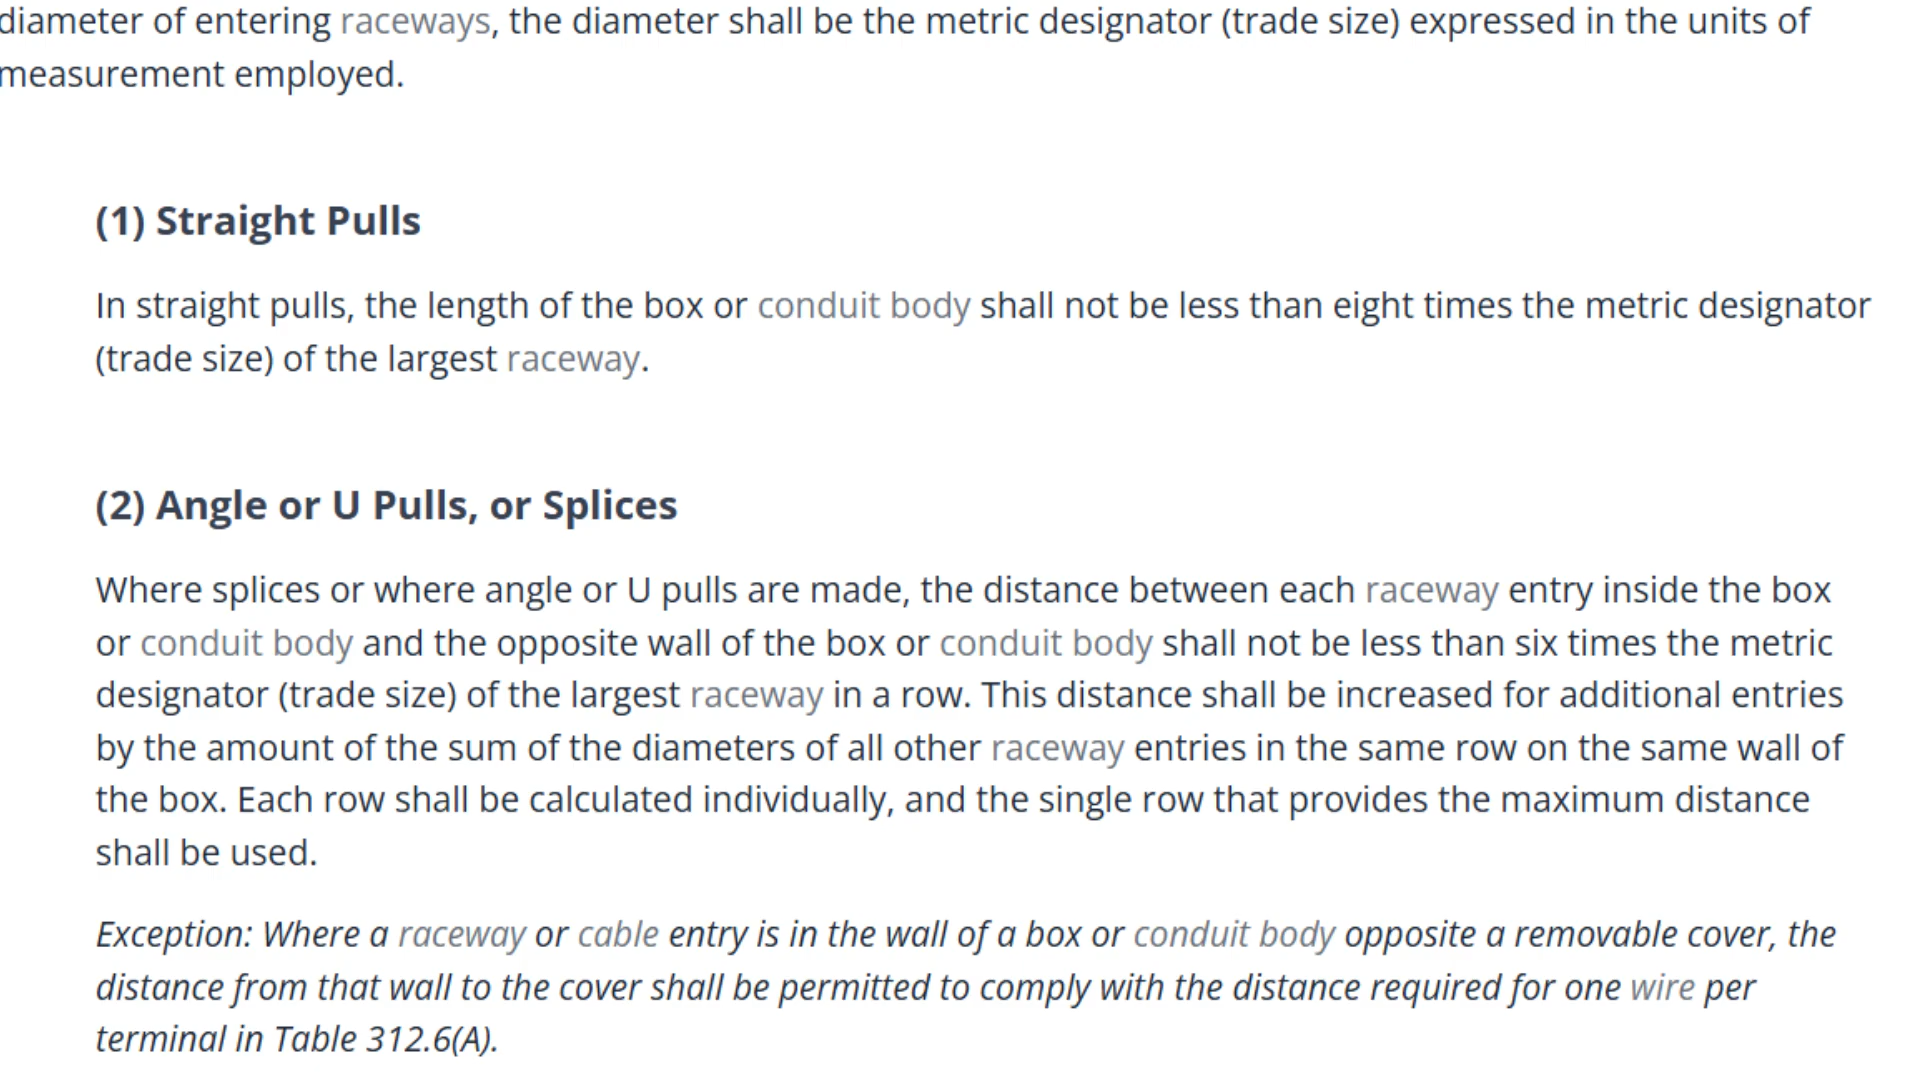 diameter of entering raceways, the diameter shall be the metric designator (trade size) expressed in the units of
measurement employed.
(1) Straight Pulls
In straight pulls, the length of the box or conduit body shall not be less than eight times the metric designator
(trade size) of the largest raceway.
(2) Angle or U Pulls, or Splices
Where splices or where angle or U pulls are made, the distance between each raceway entry inside the box
or conduit body and the opposite wall of the box or conduit body shall not be less than six times the metric
designator (trade size) of the largest raceway in a row. This distance shall be increased for additional entries
by the amount of the sum of the diameters of all other raceway entries in the same row on the same wall of
the box. Each row shall be calculated individually, and the single row that provides the maximum distance
shall be used.
Exception: Where a raceway or cable entry is in the wall of a box or conduit body opposite a removable cover, the
distance from that wall to the cover shall be permitted to comply with the distance required for one wire per
terminal in Table 312.6(A).